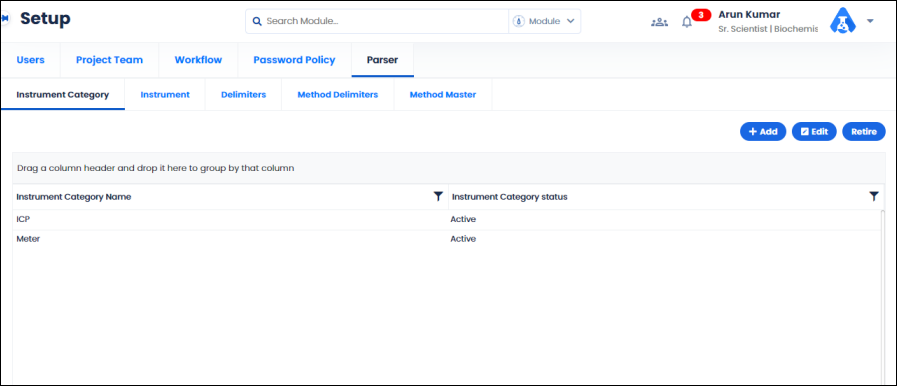 Setup
Search Module...
Module
3
Arun Kumar
Sr. Scientist | Biochemis
Users
Project Team
Workflow
Password Policy
Parser
Instrument Category
Instrument
Delimiters
Method Delimiters
Method Master
Add
Edit
Retire
Drag a column header and drop it here to group by that column
Instrument Category Name
Instrument Category status
ICP
Active
Meter
Active